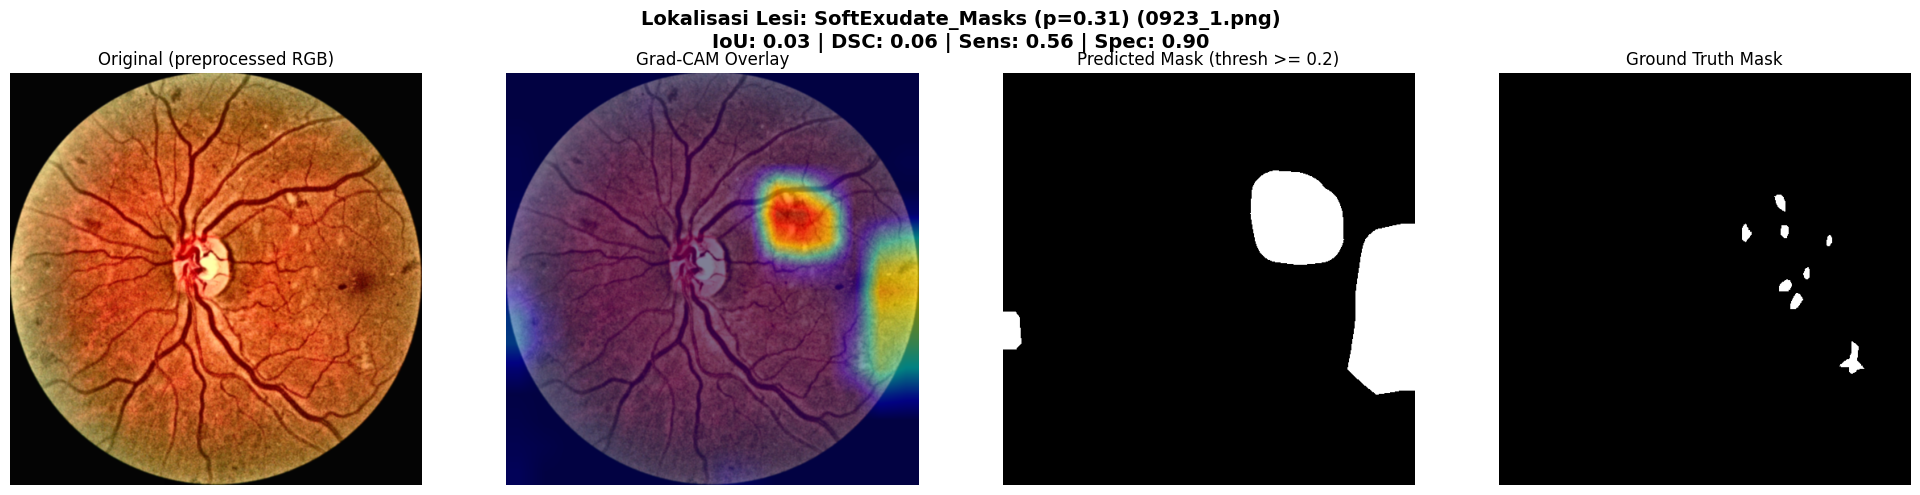 Lokalisasi Lesi: SoftExudate_Masks (p=0.31) (0923_1.png)
IoU: 0.03 | DSC: 0.06 | Sens: 0.56 | Spec: 0.90
Original (preprocessed RGB)
Grad-CAM Overlay
Predicted Mask (thresh >= 0.2)
Ground Truth Mask